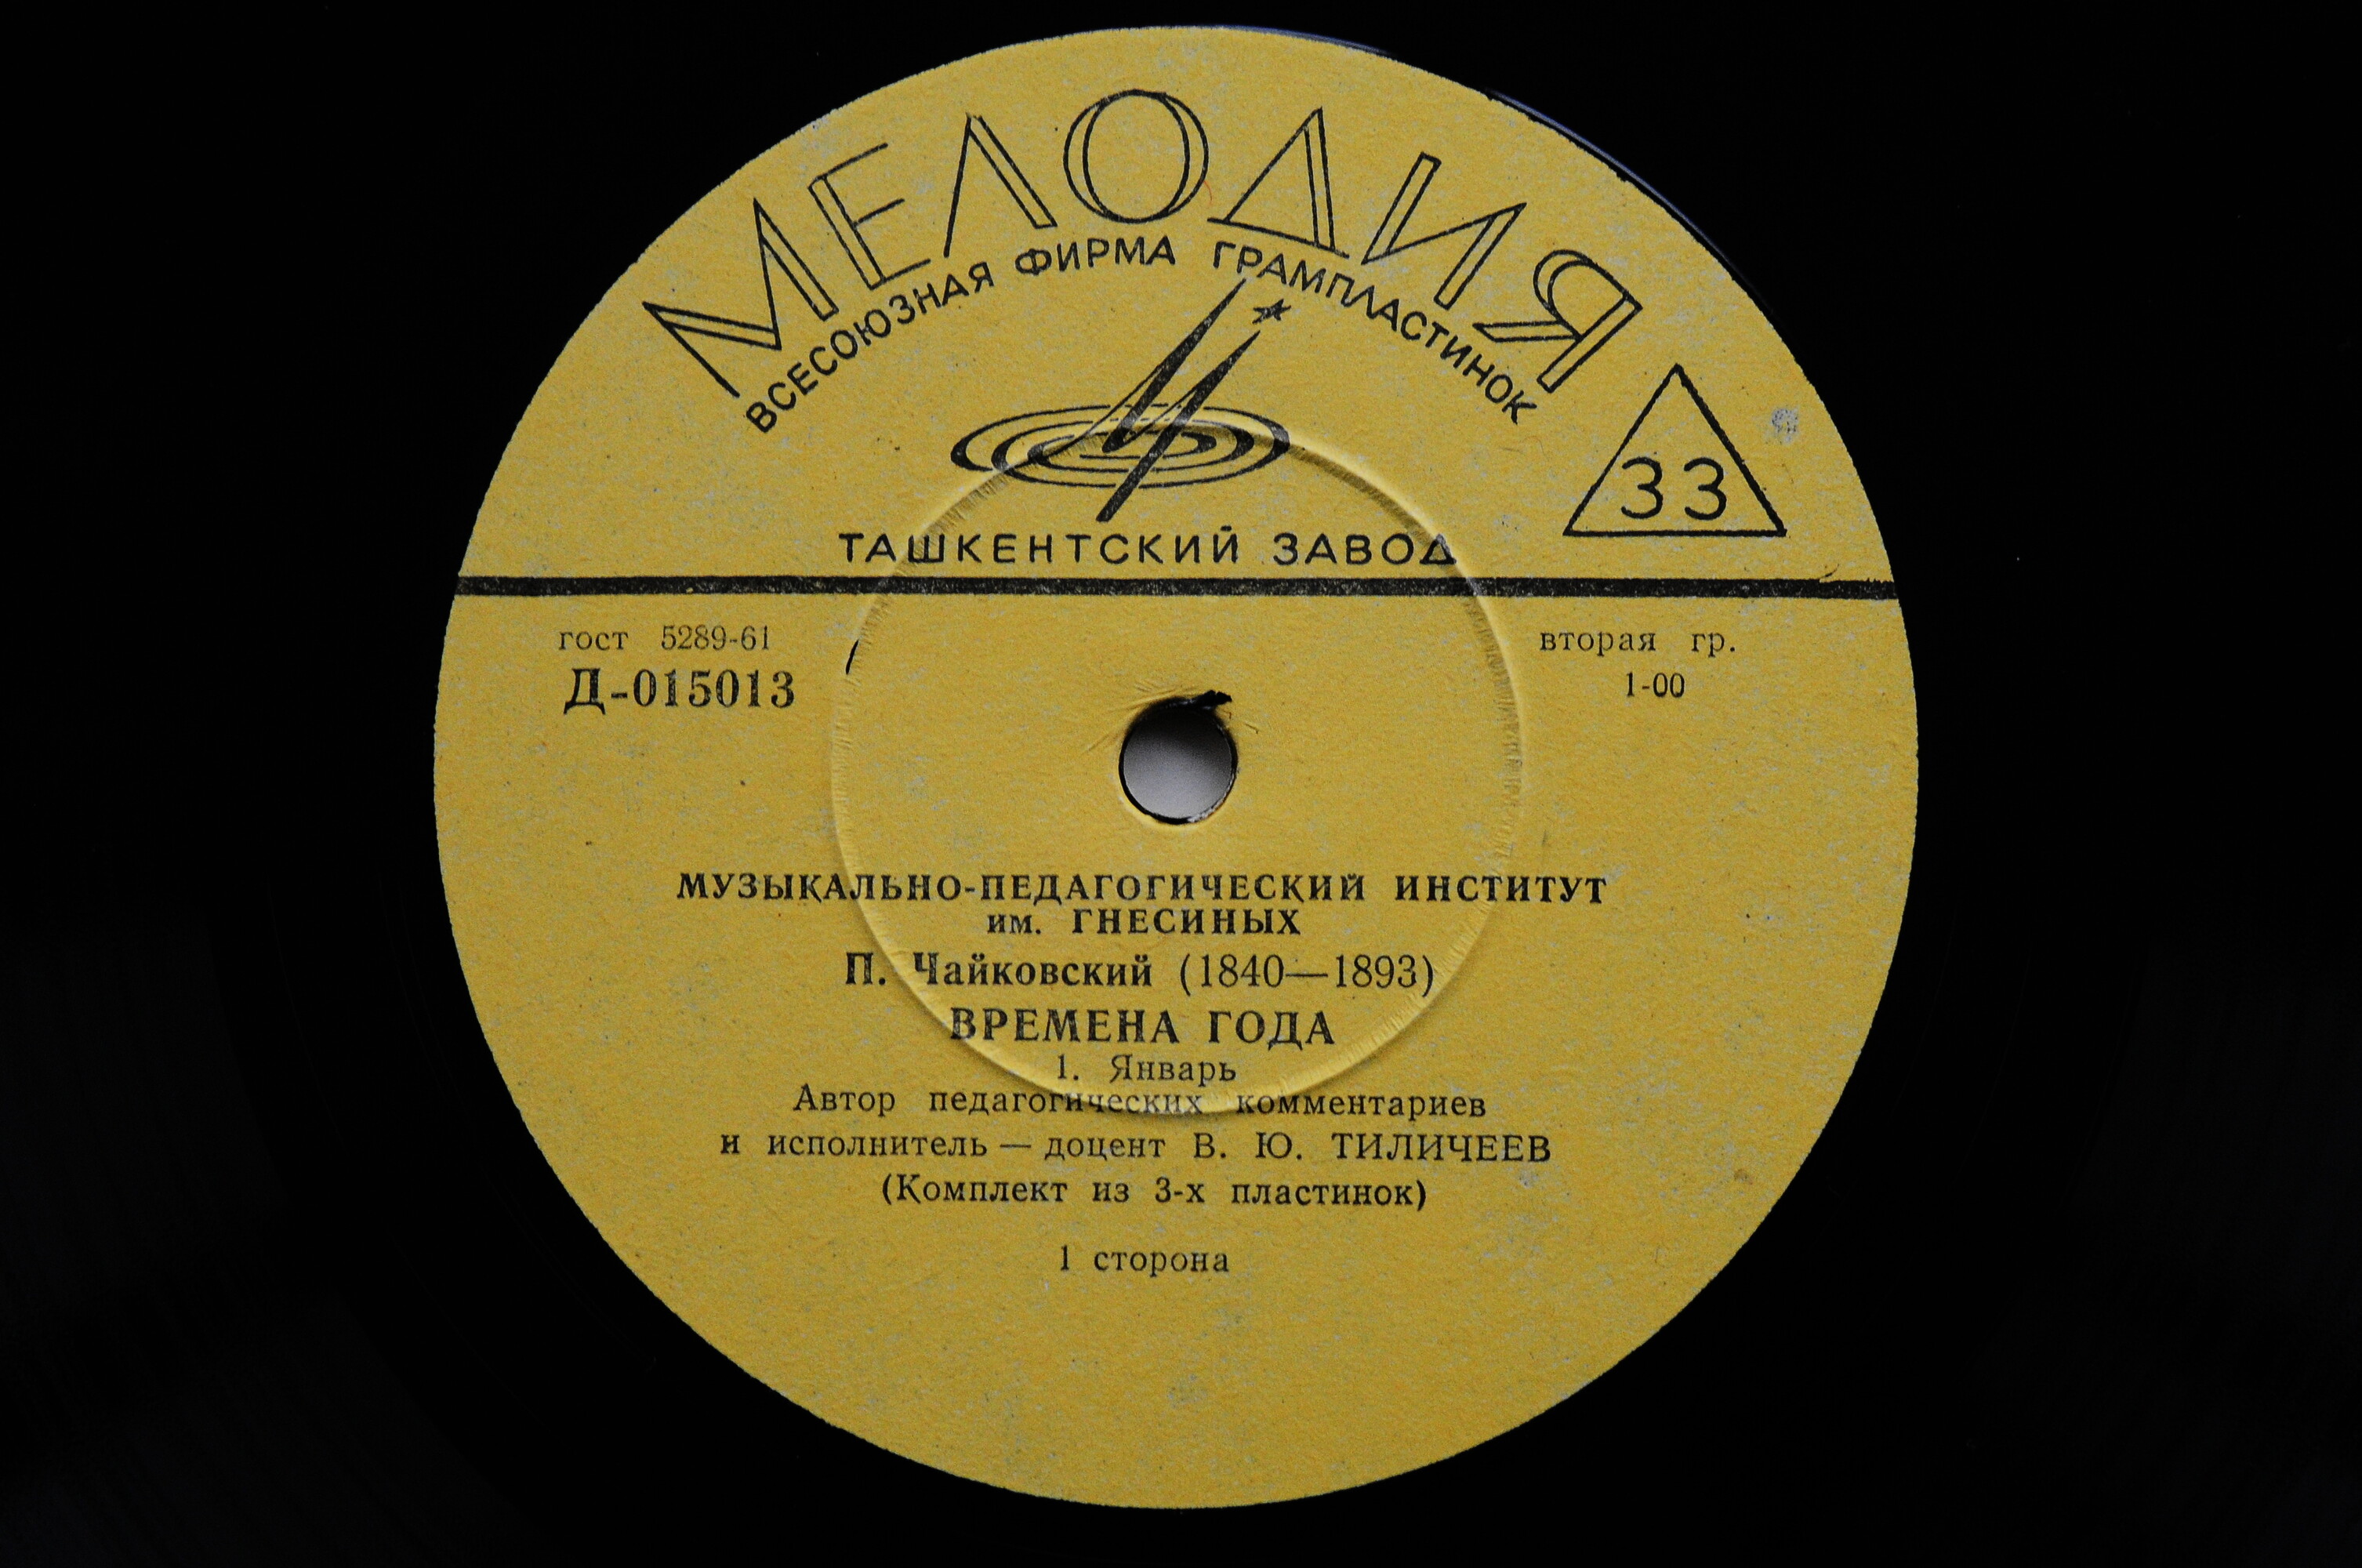 МЕЛОДИЯ
ВСЕСОЮЗНАЯ ФИРМА ГРАМПЛАСТИНОК
33
ТАШКЕНТСКИЙ ЗАВОД
гост 5289-61
вторая гр.
Д-015013
1-00
МУЗЫКАЛЬНО-ПЕДАГОГИЧЕСКИЙ ИНСТИТУТ
им. ГНЕСИНЫХ
П. Чайковский (1840—1893)
ВРЕМЕНА ГОДА
1. Январь
Автор педагогических комментариев
и исполнитель — доцент В. Ю. ТИЛИЧЕЕВ
(Комплект из 3-х пластинок)
1 сторона